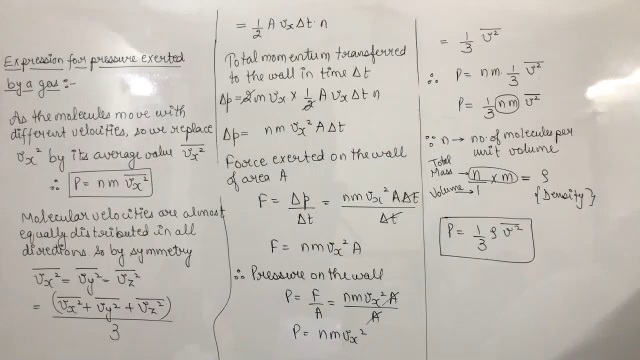 Expression for pressure exerted
by a gas :-
As the molecules move with
different velocities, so we replace
vx² by its average value v̅x²
∴ P = nm v̅x²
Molecular velocities are almost
equally distributed in all
directions so by symmetry
v̅x² = v̅y² = v̅z²
= (v̅x² + v̅y² + v̅z²) / 3
= 1/2 A vx Δt · n
Total momentum transferred
to the wall in time Δt
Δp = 2m vx × 1/2 A vx Δt n
Δp = nm vx² A Δt
Force exerted on the wall
of area A
F = Δp/Δt = nm vx² A Δt / Δt
F = nm vx² A
∴ Pressure on the wall
P = F/A = nm vx² A / A
P = nm vx²
= 1/3 v̅²
∴ P = nm · 1/3 v̅²
P = 1/3 nm v̅²
∵ n → no. of molecules per
unit volume
Total
Mass → n × m = ρ
Volume → 1 {Density}
P = 1/3 ρ v̅²